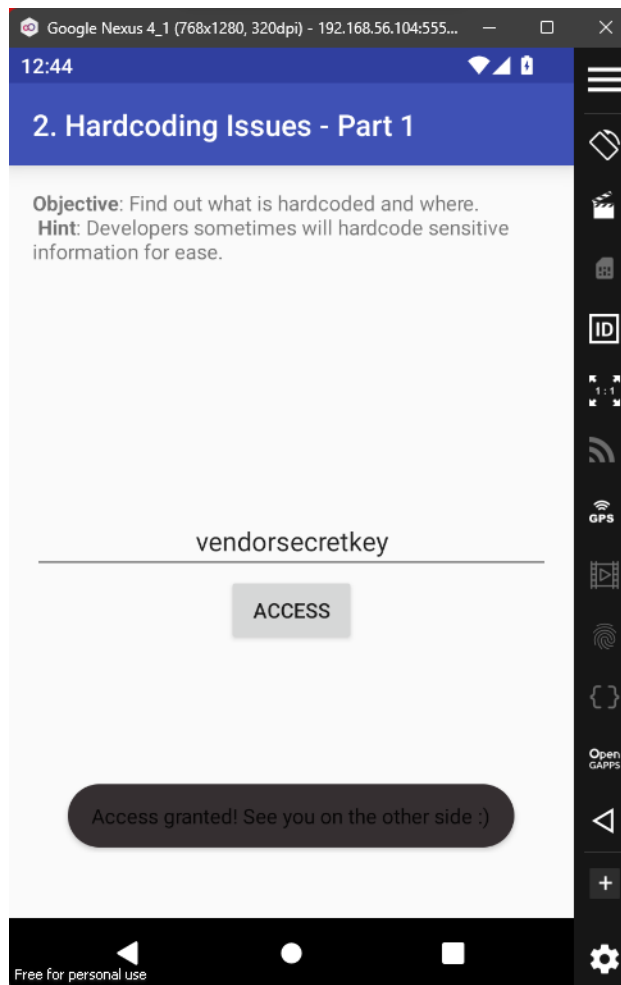 Google Nexus 4_1 (768x1280, 320dpi) - 192.168.56.104:555...
12:44
2. Hardcoding Issues - Part 1
Objective: Find out what is hardcoded and where.
Hint: Developers sometimes will hardcode sensitive
information for ease.
ID
1:1
GPS
vendorsecretkey
ACCESS
Open
GAPPS
Access granted! See you on the other side :)
Free for personal use